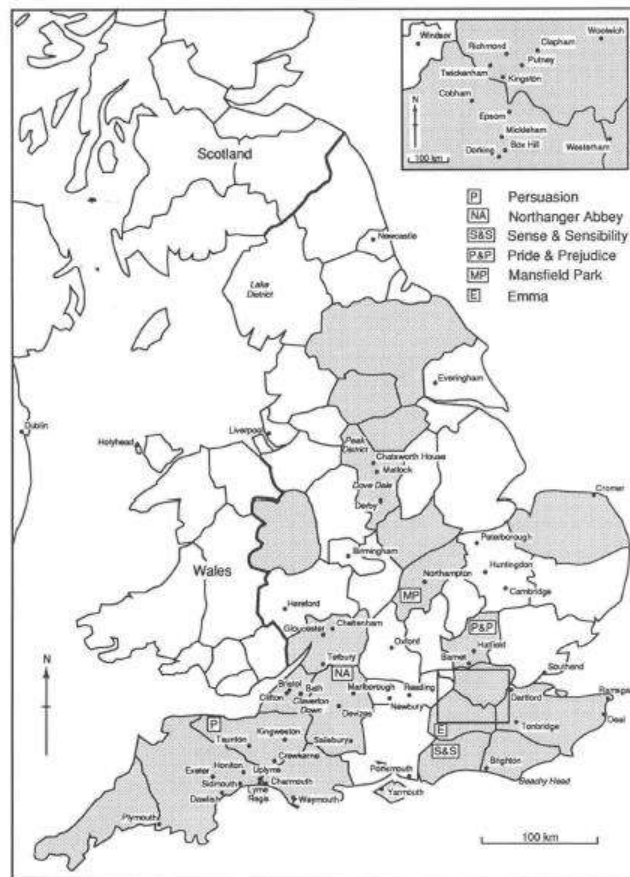 Windsor
Woolwich
Richmond
Clapham
Putney
Twickenham
Kingston
Cobham
Epsom
Mickleham
Box Hill
Dorking
Westerham
100 km
P Persuasion
NA Northanger Abbey
S&S Sense & Sensibility
P&P Pride & Prejudice
MP Mansfield Park
E Emma
Scotland
Newcastle
Lake
District
Everingham
Dublin
Holyhead
Liverpool
Peak
District
Chatsworth House
Matlock
Dove Dale
Derby
Cromer
Peterborough
Birmingham
Huntingdon
Northampton
Cambridge
Wales
MP
Hereford
P&P
Cheltenham
Gloucester
Oxford
Hatfield
Barnet
Tetbury
NA
Southend
N
Bristol
Bath
Marlborough
Reading
Dartford
Ramsgate
Clifton
Claverton
Down
Newbury
Devizes
Deal
P
Kingweston
Tonbridge
E
Taunton
Salisbury
S&S
Crewkerne
Honiton
Uplyme
Portsmouth
Brighton
Exeter
Charmouth
Beachy Head
Sidmouth
Lyme
Regis
Dawlish
Weymouth
Yarmouth
Plymouth
100 km